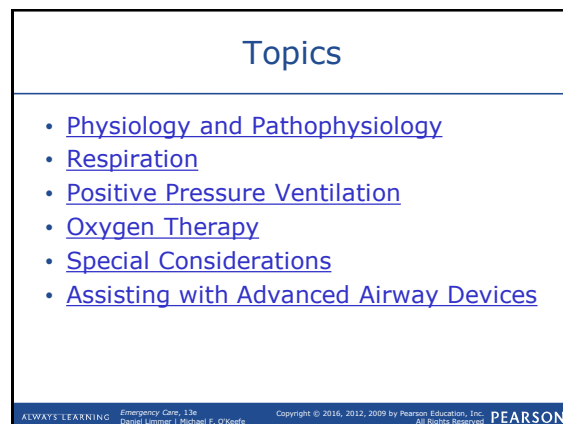 Topics
• Physiology and Pathophysiology
• Respiration
• Positive Pressure Ventilation
• Oxygen Therapy
• Special Considerations
• Assisting with Advanced Airway Devices
ALWAYS LEARNING
Emergency Care, 13e
Daniel Limmer | Michael F. O'Keefe
Copyright © 2016, 2012, 2009 by Pearson Education, Inc.
All Rights Reserved
PEARSON